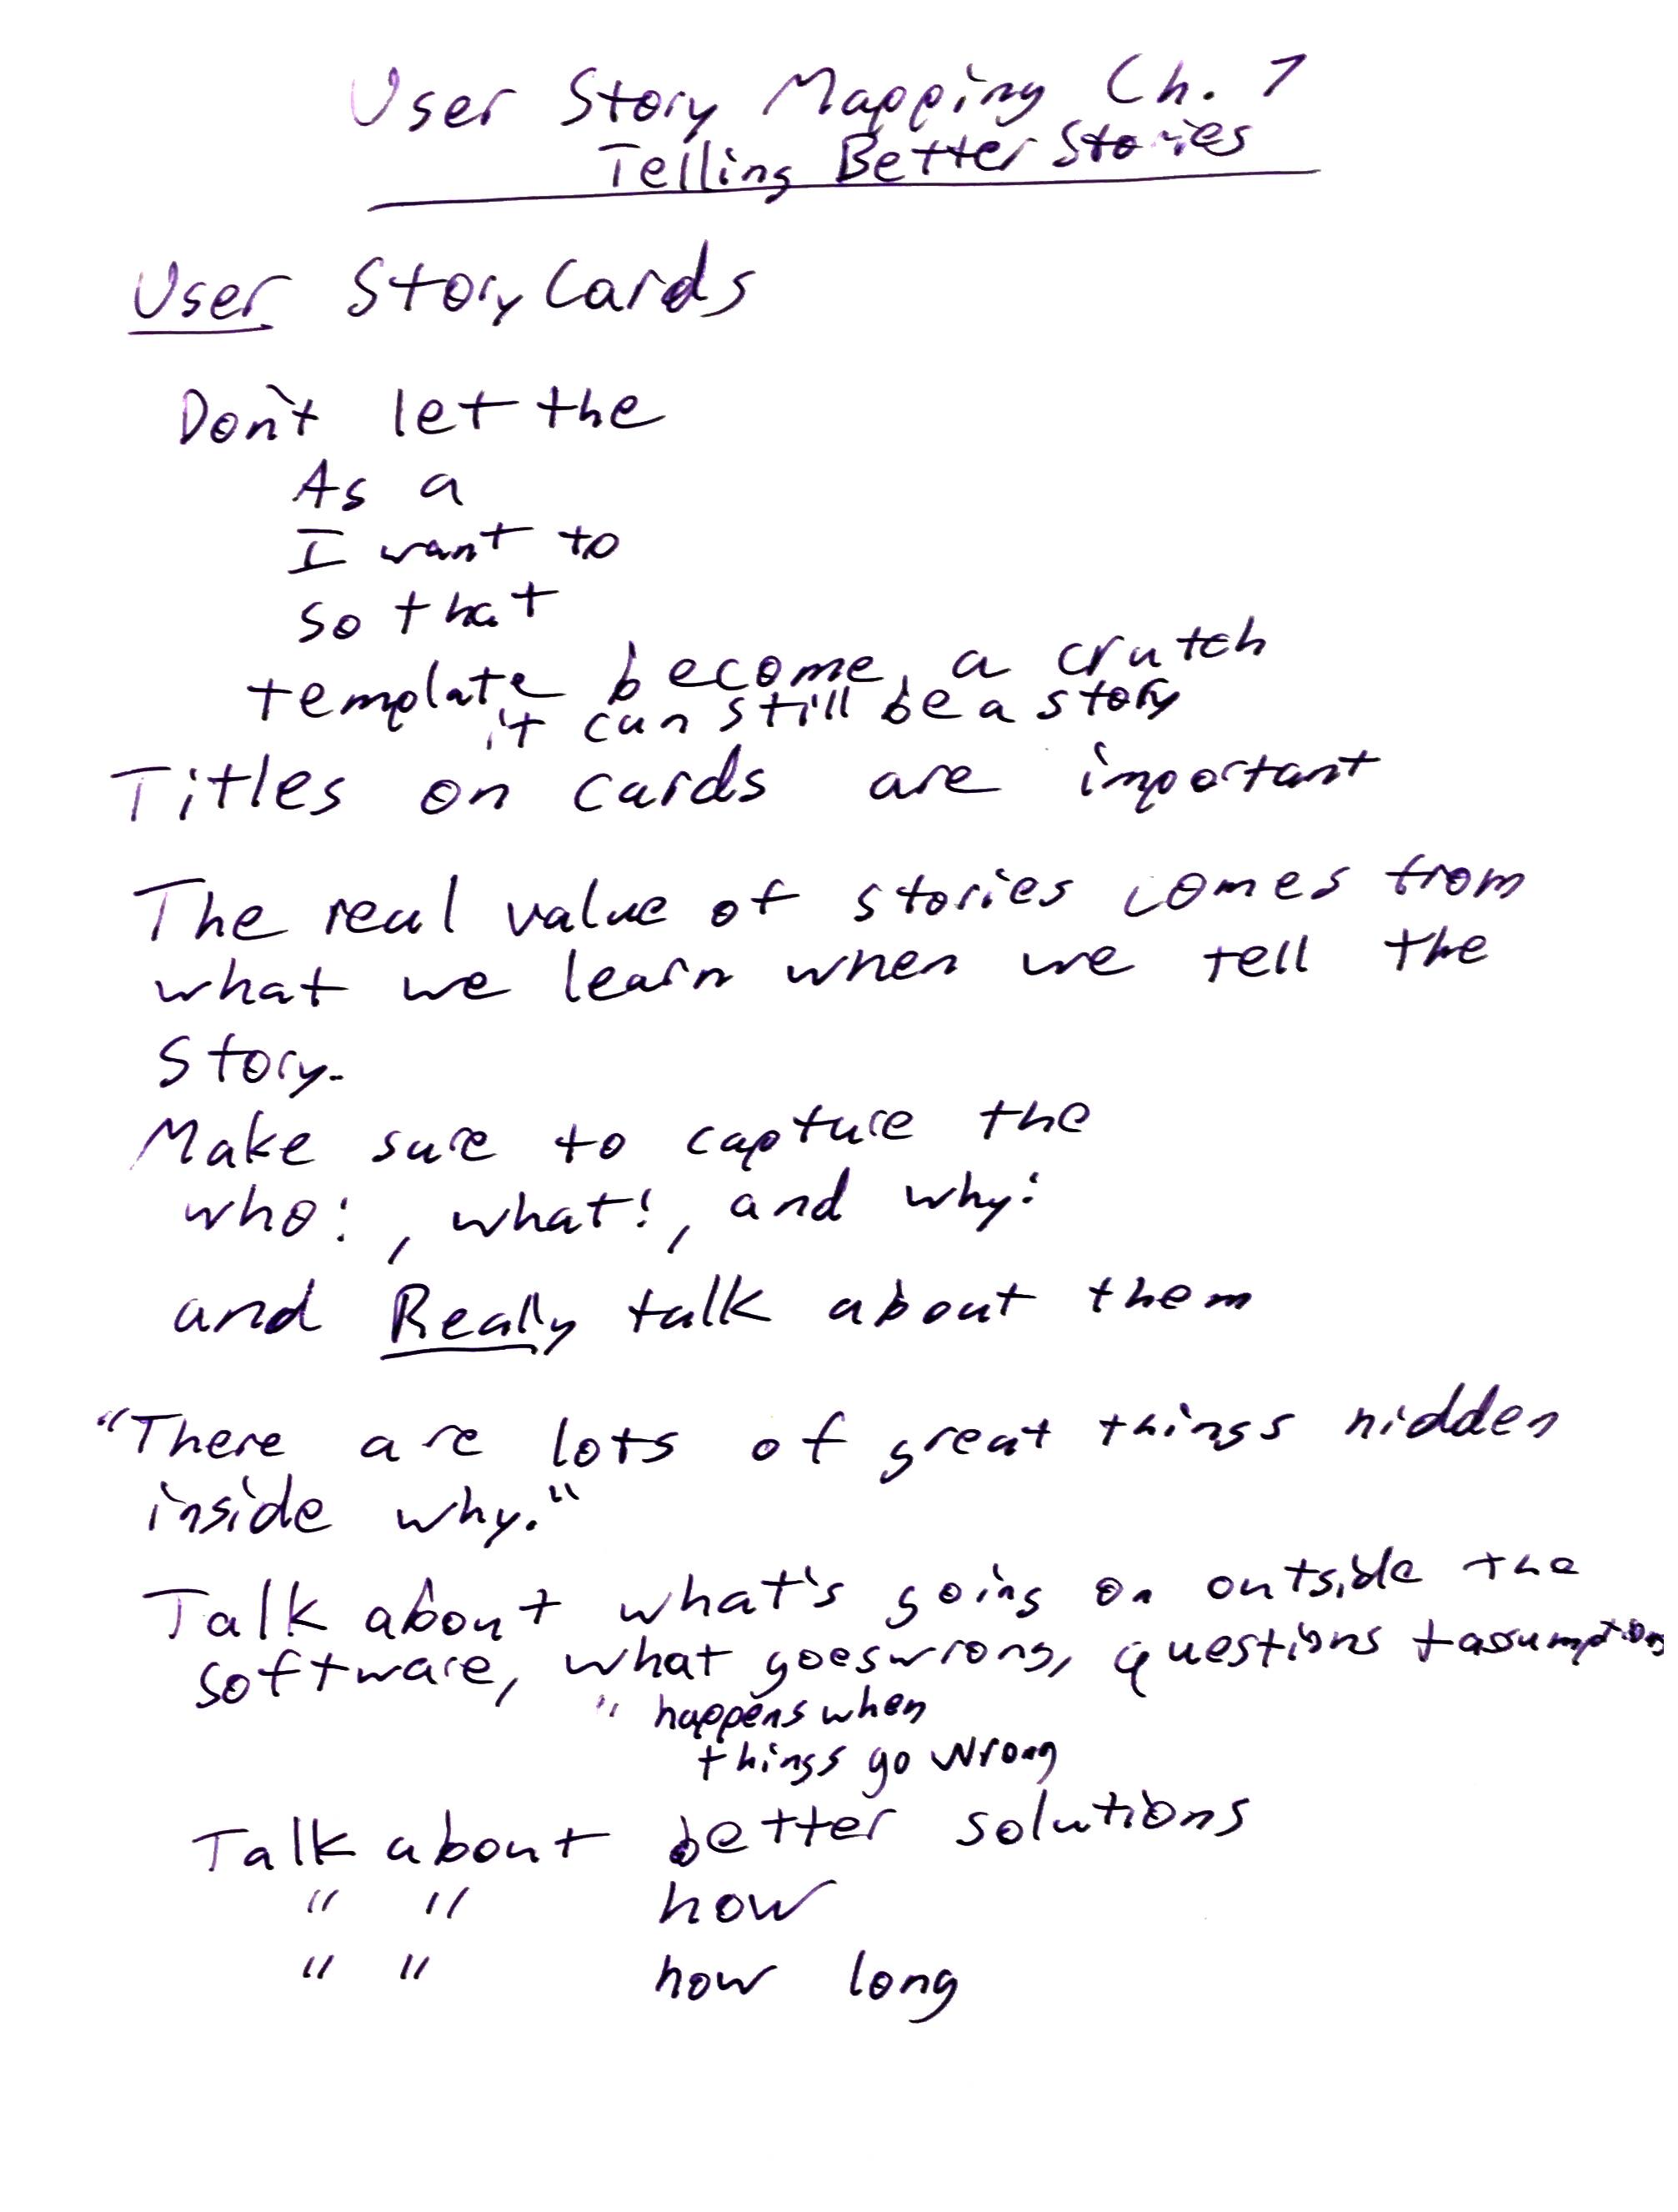 User Story Mapping Ch. 7
Telling Better Stories
User Story Cards
Don't let the
As a
I want to
so that
template become a crutch
it can still be a story
Titles on cards are important
The real value of stories comes from
what we learn when we tell the
Story.
Make sure to capture the
who:, what:, and why:
and Really talk about them
"There are lots of great things hidden
inside why."
Talk about what's going on outside the
software, what goes wrong, questions + assumptions
" happens when
things go wrong
Talk about better solutions
" " how
" " how long